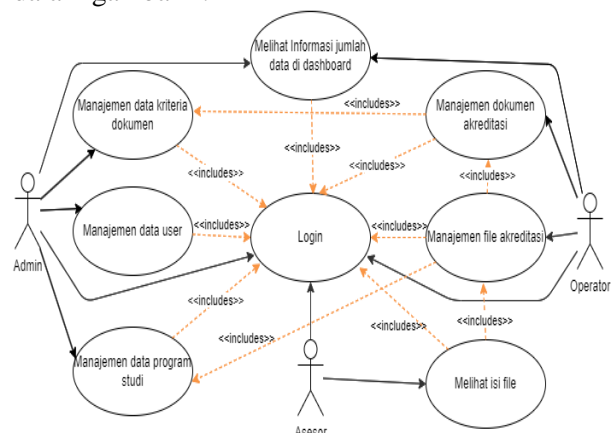 Melihat Informasi jumlah
data di dashboard
<<includes>>
Manajemen data kriteria
dokumen
Manajemen dokumen
akreditasi
<<includes>>
<<includes>>
<<includes>>
<<includes>>
Admin
Manajemen data user
<<includes>>
Login
<<includes>>
Manajemen file akreditasi
Operator
<<includes>>
<<includes>>
<<includes>>
<<includes>>
Manajemen data program
studi
Melihat isi file
Asesor